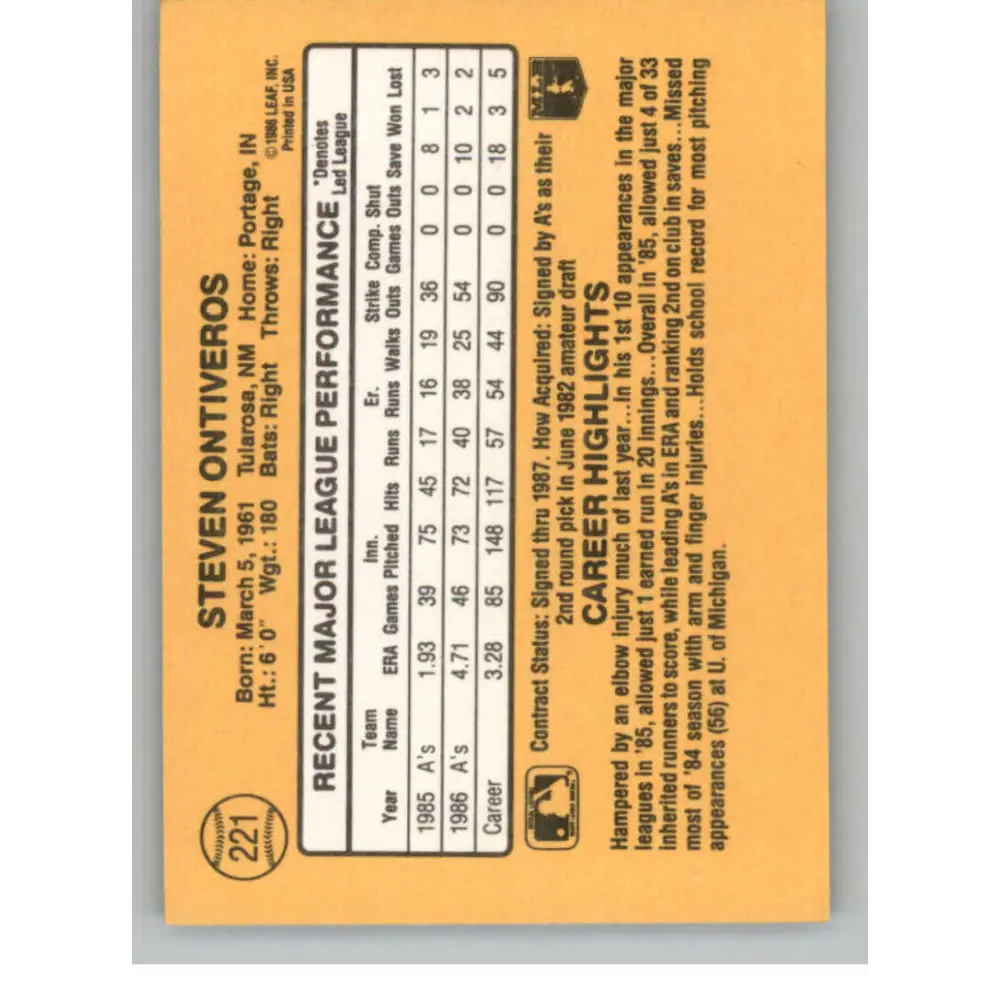 221
STEVEN ONTIVEROS
Born: March 5, 1961 Tularosa, NM Home: Portage, IN
Ht.: 6'0" Wgt.: 180 Bats: Right Throws: Right
©1986 LEAF, INC.
Printed in USA
RECENT MAJOR LEAGUE PERFORMANCE *Denotes Led League
Year Team Name ERA Games Inn. Pitched Hits Runs Er. Runs Walks Strike Outs Comp. Games Shut Outs Save Won Lost
1985 A's 1.93 39 75 45 17 16 19 36 0 0 8 1 3
1986 A's 4.71 46 73 72 40 38 25 54 0 0 10 2 2
Career 3.28 85 148 117 57 54 44 90 0 0 18 3 5
Contract Status: Signed thru 1987. How Acquired: Signed by A's as their
2nd round pick in June 1982 amateur draft
MLB
CAREER HIGHLIGHTS
Hampered by an elbow injury much of last year...In his 1st 10 appearances in the major
leagues in '85, allowed just 1 earned run in 20 innings...Overall in '85, allowed just 4 of 33
inherited runners to score, while leading A's in ERA and ranking 2nd on club in saves...Missed
most of '84 season with arm and finger injuries...Holds school record for most pitching
appearances (56) at U. of Michigan.